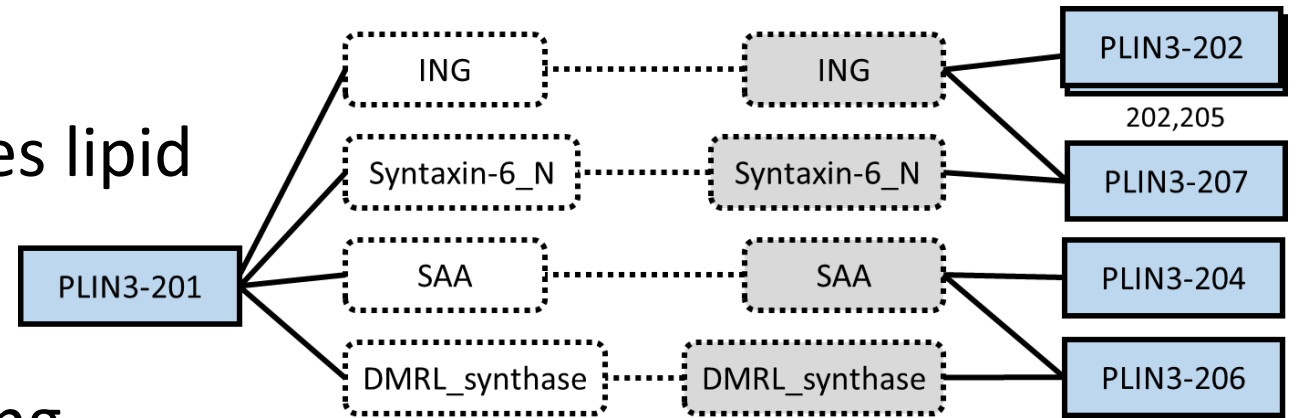 es lipid
PLIN3-201
ING
Syntaxin-6_N
SAA
DMRL_synthase
ING
Syntaxin-6_N
SAA
DMRL_synthase
PLIN3-202
202,205
PLIN3-207
PLIN3-204
PLIN3-206